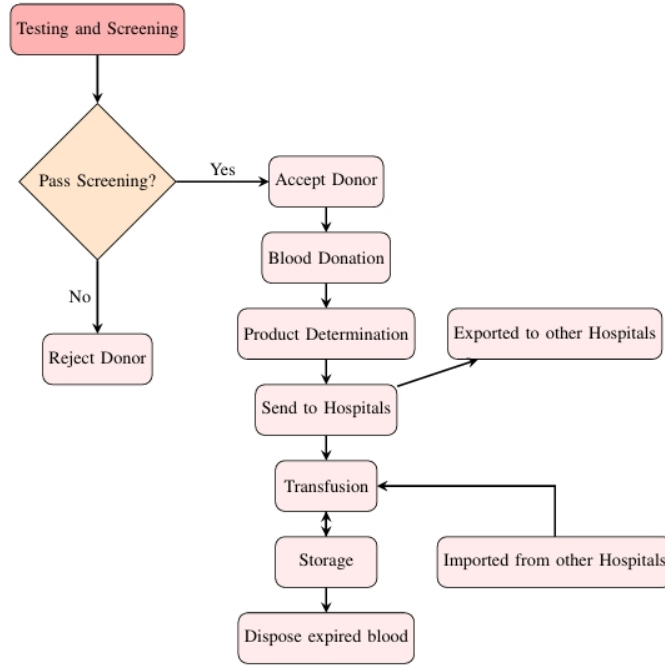 Testing and Screening
Pass Screening?
Yes
Accept Donor
Blood Donation
No
Product Determination
Exported to other Hospitals
Reject Donor
Send to Hospitals
Transfusion
Storage
Imported from other Hospitals
Dispose expired blood